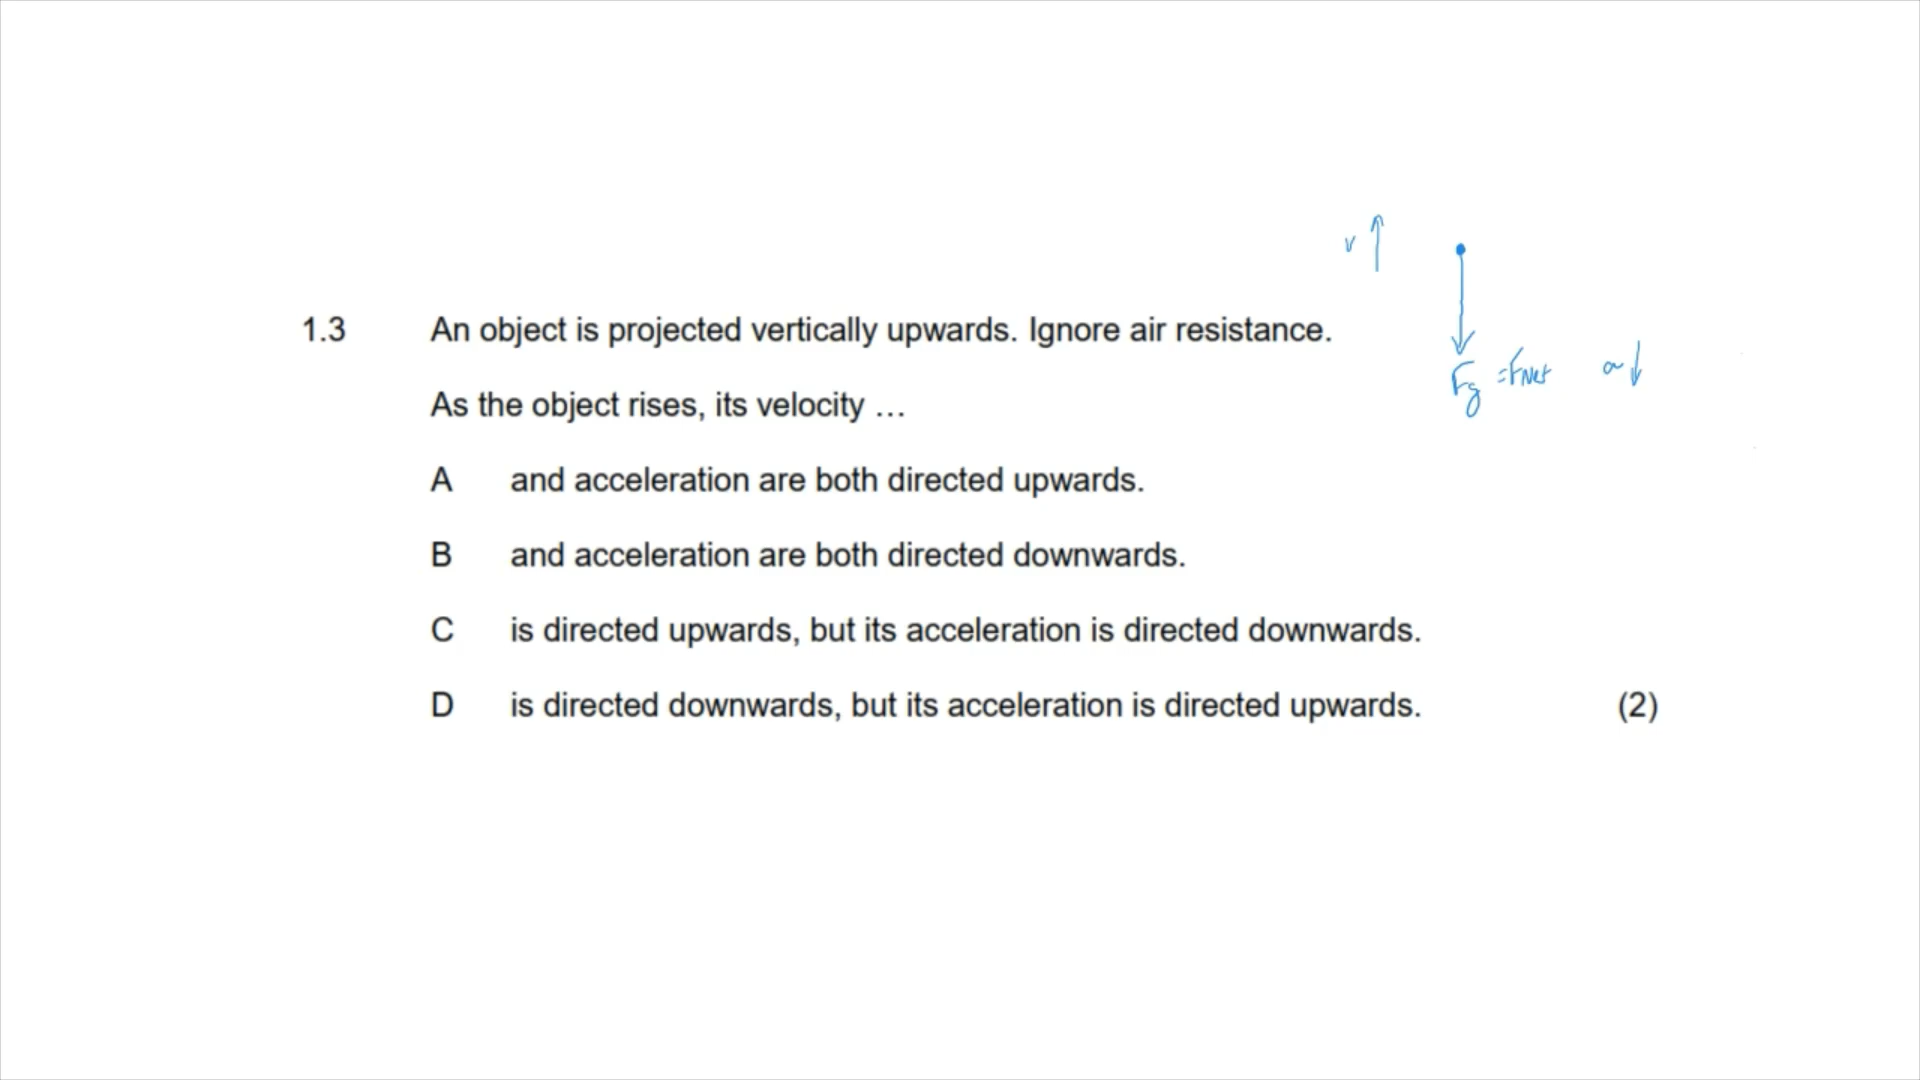 v
1.3 An object is projected vertically upwards. Ignore air resistance.
Fg = FNet a
As the object rises, its velocity …
A and acceleration are both directed upwards.
B and acceleration are both directed downwards.
C is directed upwards, but its acceleration is directed downwards.
D is directed downwards, but its acceleration is directed upwards. (2)